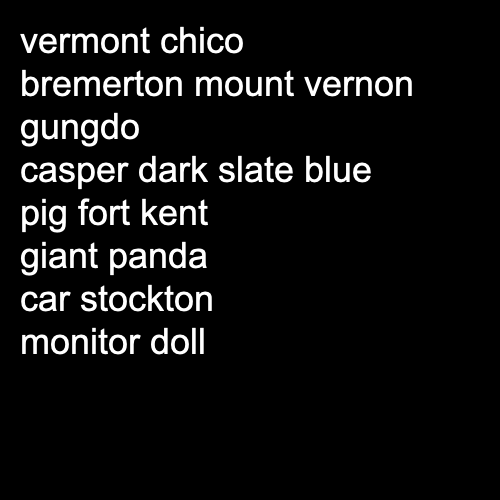 vermont chico
bremerton mount vernon
gungdo
casper dark slate blue
pig fort kent
giant panda
car stockton
monitor doll